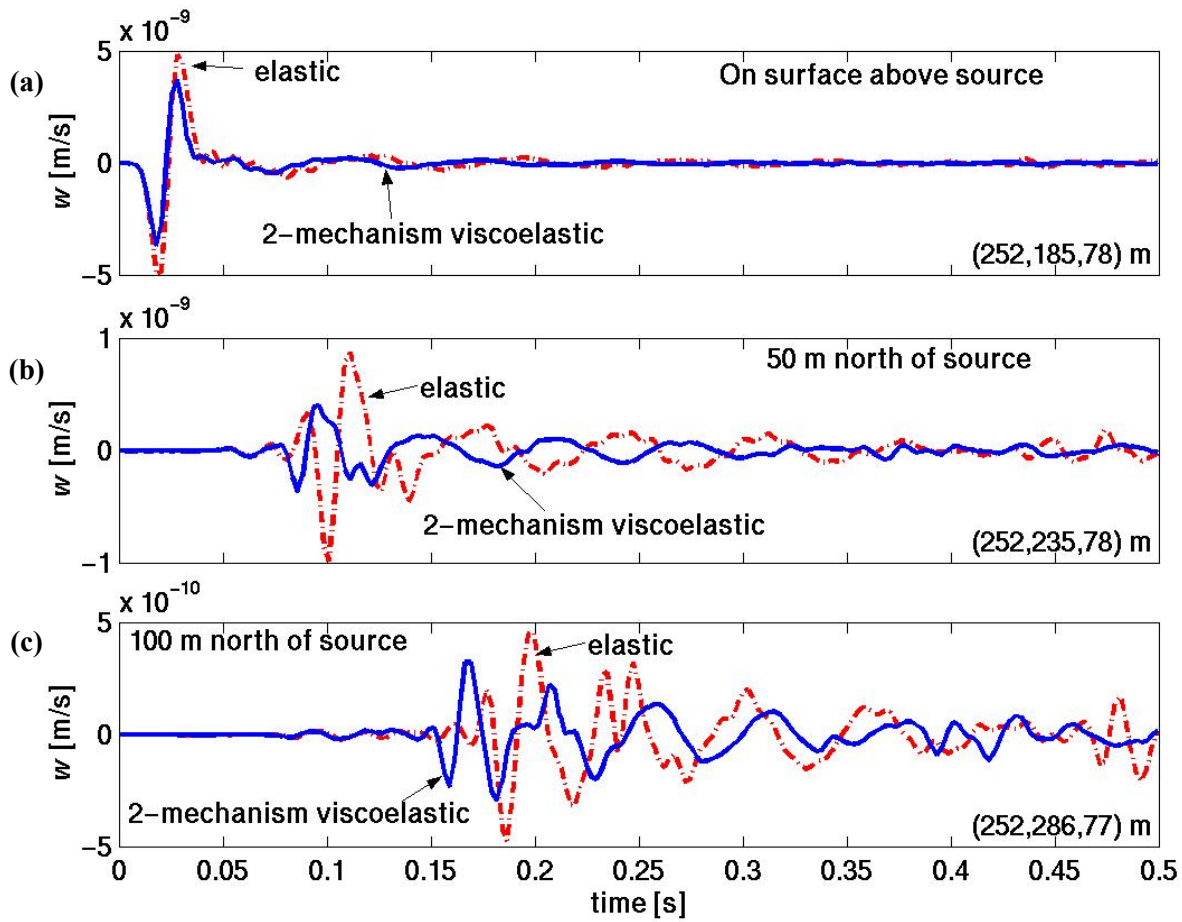 x 10⁻⁹
(a)
5
0
−5
w [m/s]
elastic
On surface above source
2−mechanism viscoelastic
(252,185,78) m
x 10⁻⁹
(b)
1
0
−1
w [m/s]
50 m north of source
elastic
2−mechanism viscoelastic
(252,235,78) m
x 10⁻¹⁰
(c)
5
0
−5
w [m/s]
100 m north of source
elastic
2−mechanism viscoelastic
(252,286,77) m
0 0.05 0.1 0.15 0.2 0.25 0.3 0.35 0.4 0.45 0.5
time [s]